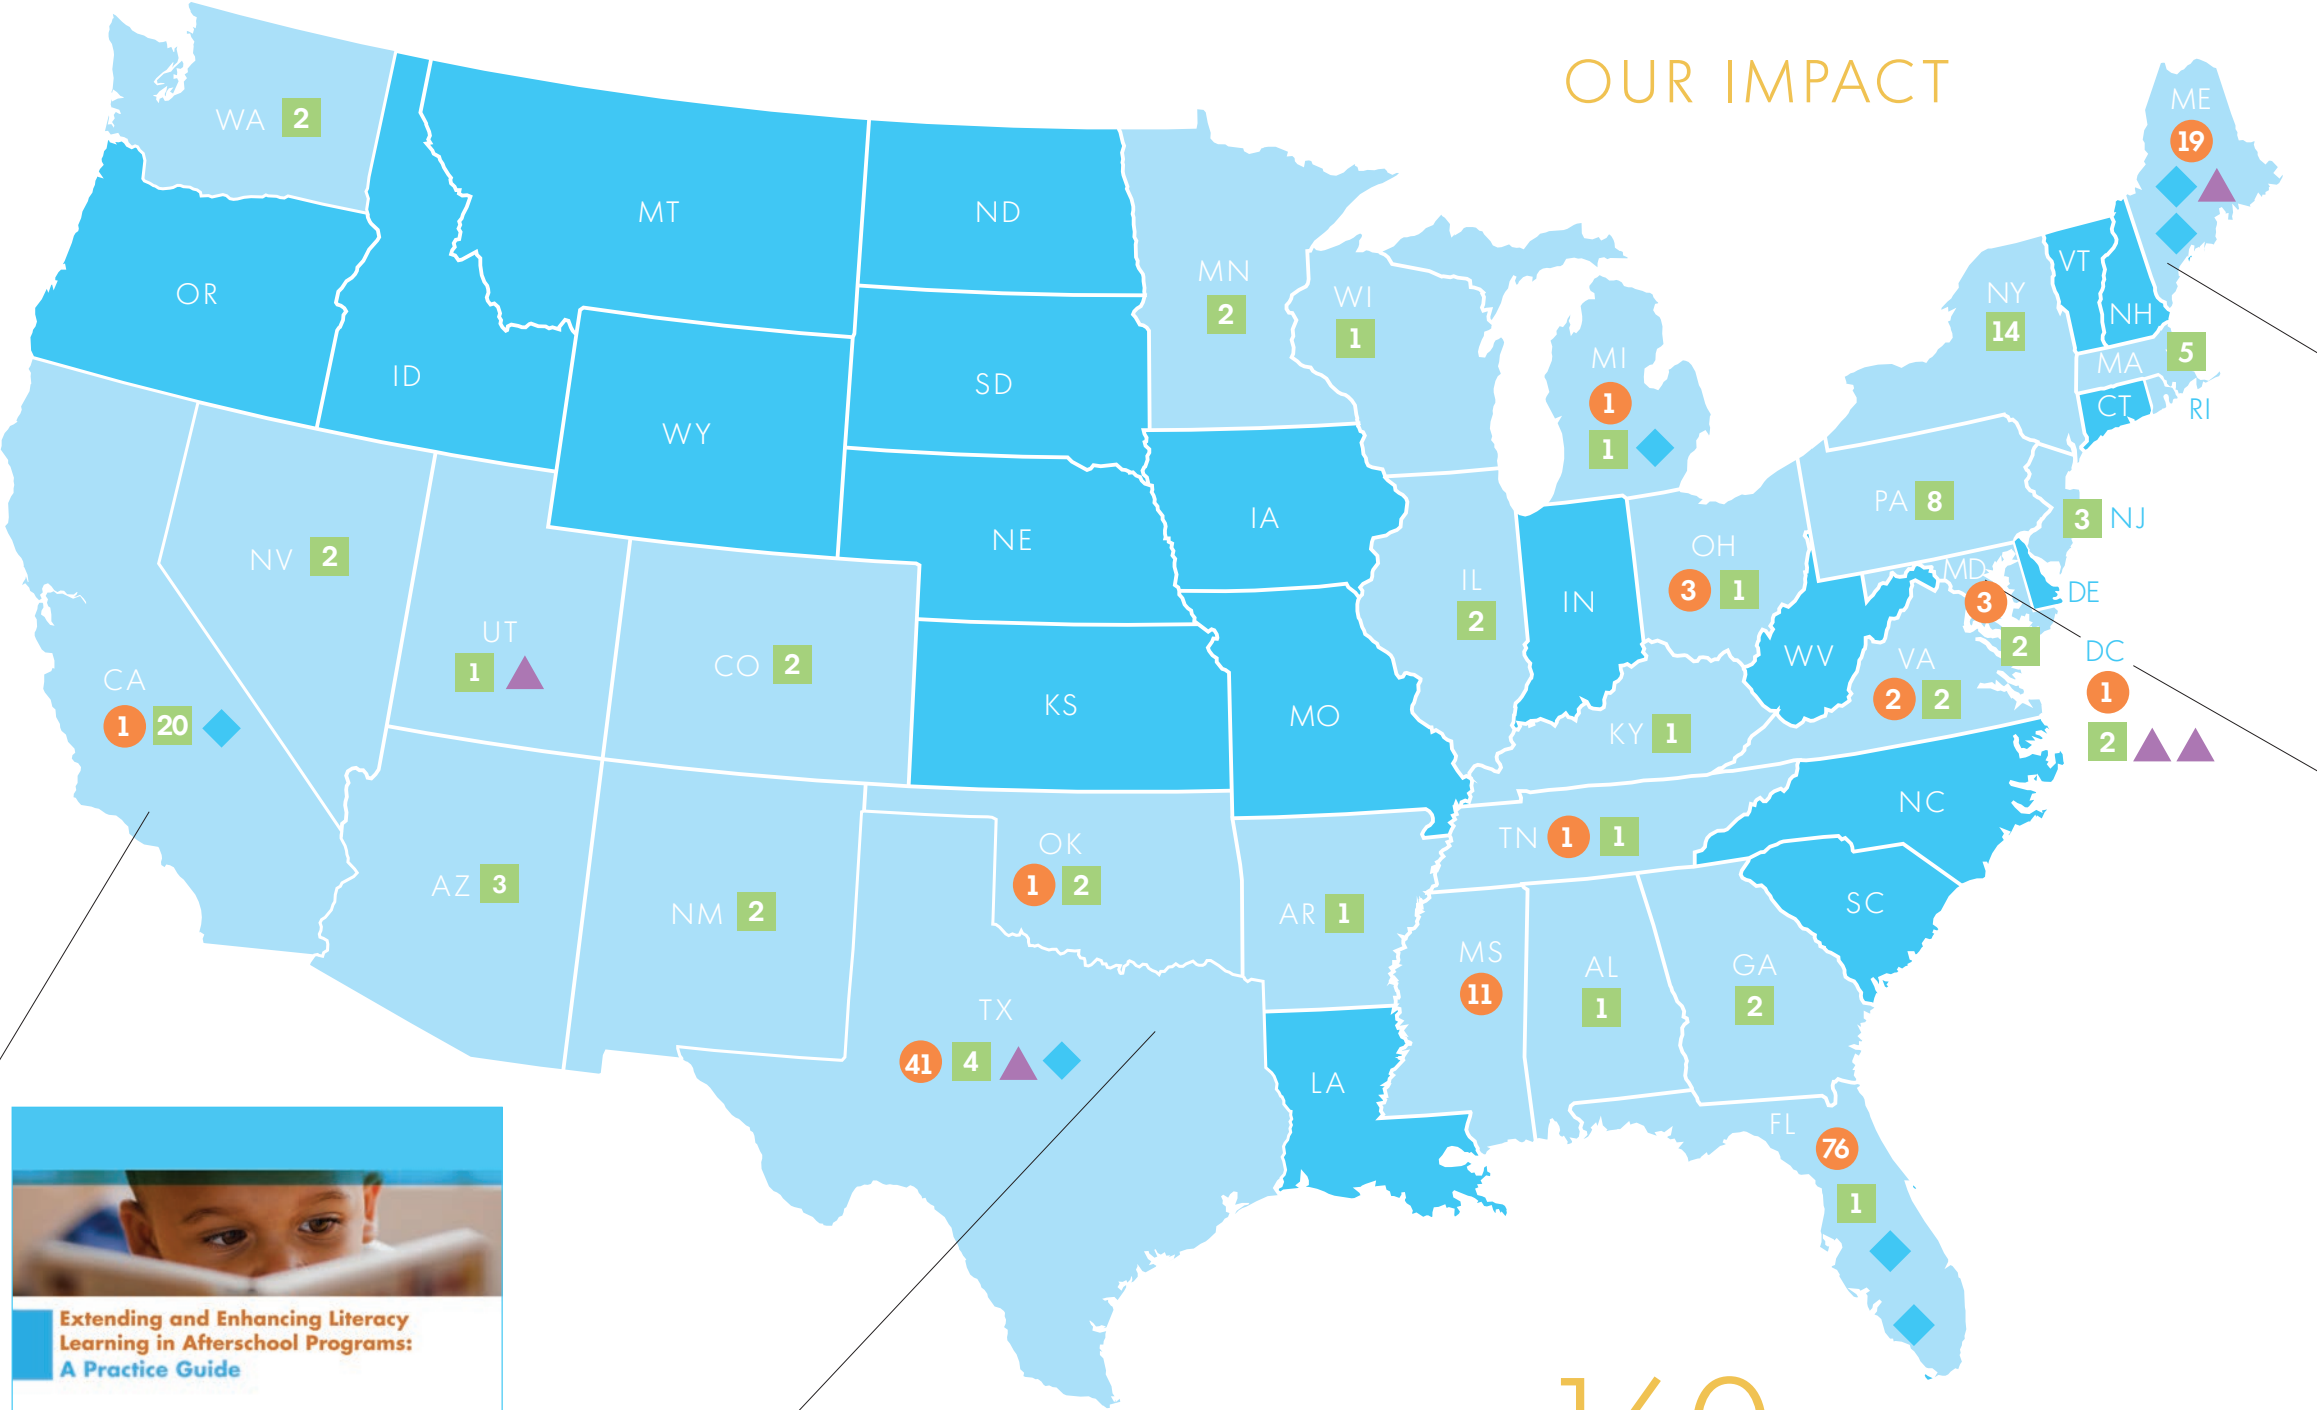 OUR IMPACT
WA 2
ME
19
MT
ND
OR
MN
2
WI
1
NY
14
VT
NH
MI
1
1
MA 5
CT RI
ID
SD
WY
PA 8
3 NJ
NE
IA
OH
3 1
MD
3
2
DE
NV 2
IL
2
IN
UT
1
CO 2
KS
MO
WV
VA
2 2
DC
1
2
CA
1 20
KY 1
NC
TN 1 1
OK
1 2
AZ 3
NM 2
AR 1
SC
MS
11
AL
1
GA
2
TX
41 4
LA
FL
76
1
Extending and Enhancing Literacy
Learning in Afterschool Programs:
A Practice Guide